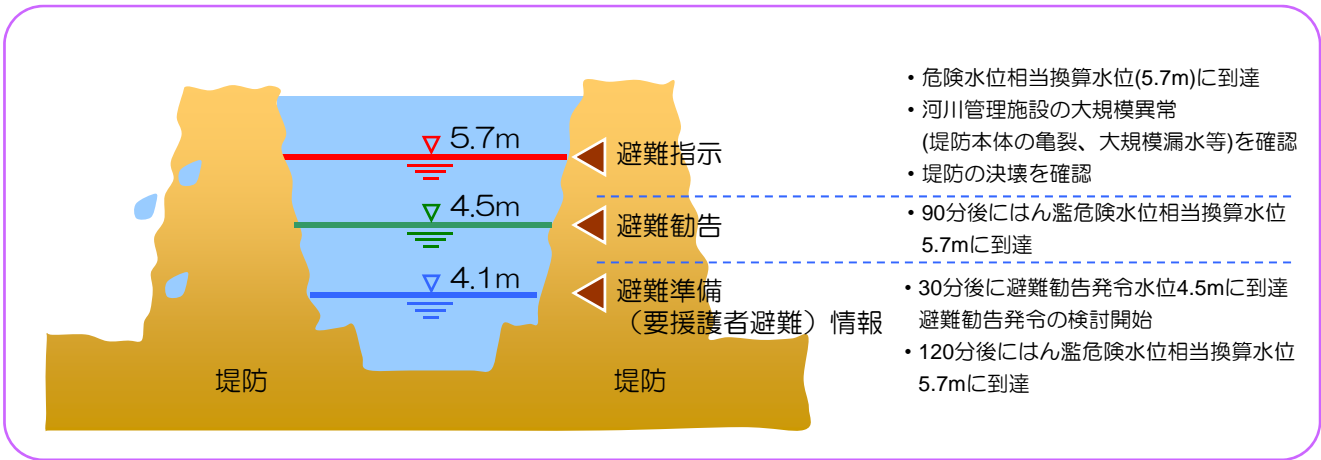 5.7m
避難指示
・危険水位相当換算水位(5.7m)に到達
・河川管理施設の大規模異常
(堤防本体の亀裂、大規模漏水等)を確認
・堤防の決壊を確認
4.5m
避難勧告
・90分後にはん濫危険水位相当換算水位
5.7mに到達
4.1m
避難準備
（要援護者避難）情報
・30分後に避難勧告発令水位4.5mに到達
避難勧告発令の検討開始
・120分後にはん濫危険水位相当換算水位
5.7mに到達
堤防
堤防